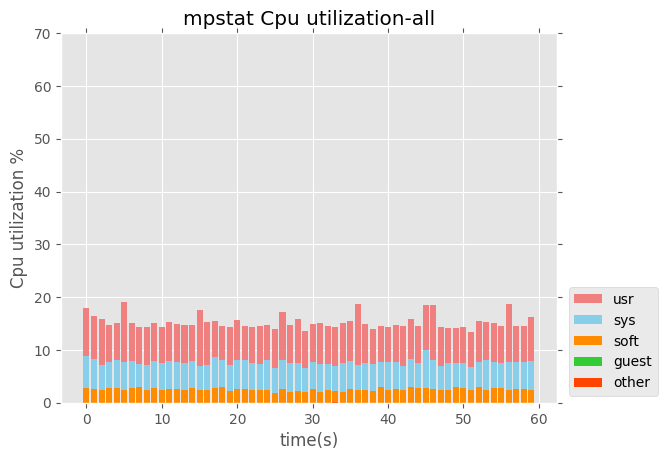 mpstat Cpu utilization-all
70
60
50
40
30
20
10
0
Cpu utilization %
0 10 20 30 40 50 60
time(s)
usr
sys
soft
guest
other